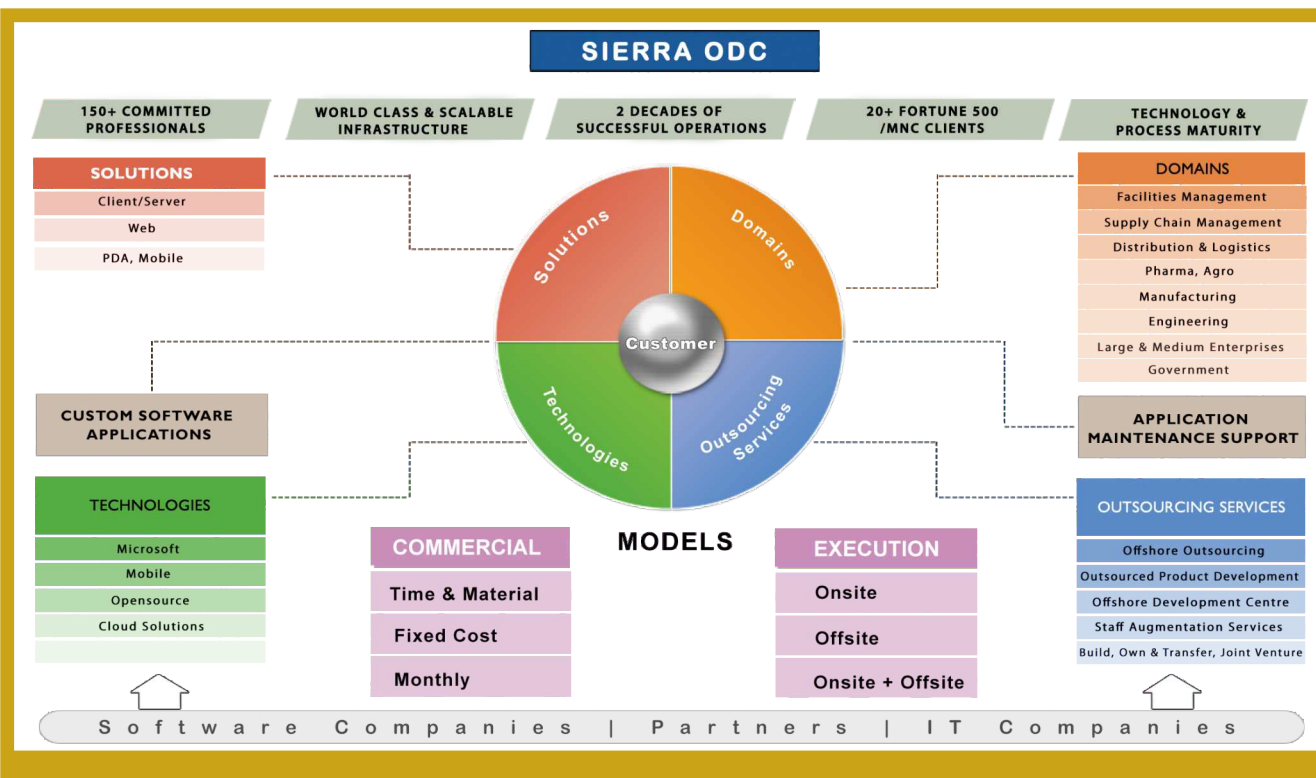 SIERRA ODC
150+ COMMITTED
PROFESSIONALS
WORLD CLASS & SCALABLE
INFRASTRUCTURE
2 DECADES OF
SUCCESSFUL OPERATIONS
20+ FORTUNE 500
/MNC CLIENTS
TECHNOLOGY &
PROCESS MATURITY
SOLUTIONS
Client/Server
Web
PDA, Mobile
Solutions
Domains
Customer
Technologies
Outsourcing
Services
DOMAINS
Facilities Management
Supply Chain Management
Distribution & Logistics
Pharma, Agro
Manufacturing
Engineering
Large & Medium Enterprises
Government
CUSTOM SOFTWARE
APPLICATIONS
APPLICATION
MAINTENANCE SUPPORT
TECHNOLOGIES
Microsoft
Mobile
Opensource
Cloud Solutions
MODELS
COMMERCIAL
Time & Material
Fixed Cost
Monthly
EXECUTION
Onsite
Offsite
Onsite + Offsite
OUTSOURCING SERVICES
Offshore Outsourcing
Outsourced Product Development
Offshore Development Centre
Staff Augmentation Services
Build, Own & Transfer, Joint Venture
Software Companies | Partners | IT Companies